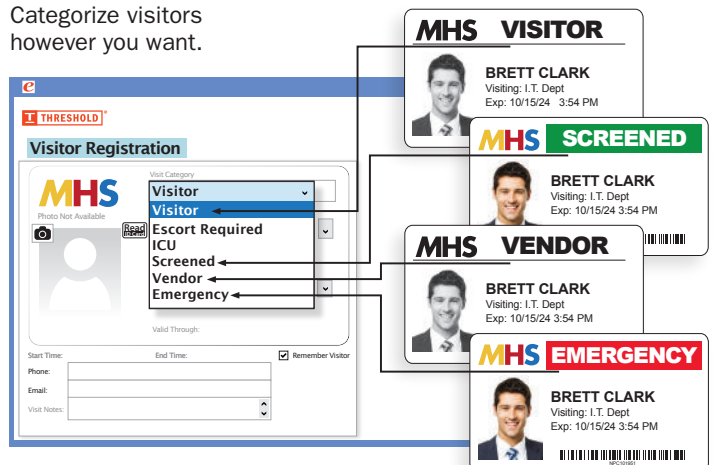 Categorize visitors
however you want.
e
T THRESHOLD
Visitor Registration
MHS
Photo Not Available
Visit Category
Visitor
Visitor
Escort Required
ICU
Screened
Vendor
Emergency
Valid Through:
Start Time:
End Time:
Remember Visitor
Phone:
Email:
Visit Notes:
MHS VISITOR
BRETT CLARK
Visiting: I.T. Dept
Exp: 10/15/24 3:54 PM
MHS SCREENED
BRETT CLARK
Visiting: I.T. Dept
Exp: 10/15/24 3:54 PM
MHS VENDOR
BRETT CLARK
Visiting: I.T. Dept
Exp: 10/15/24 3:54 PM
MHS EMERGENCY
BRETT CLARK
Visiting: I.T. Dept
Exp: 10/15/24 3:54 PM
NPC101951